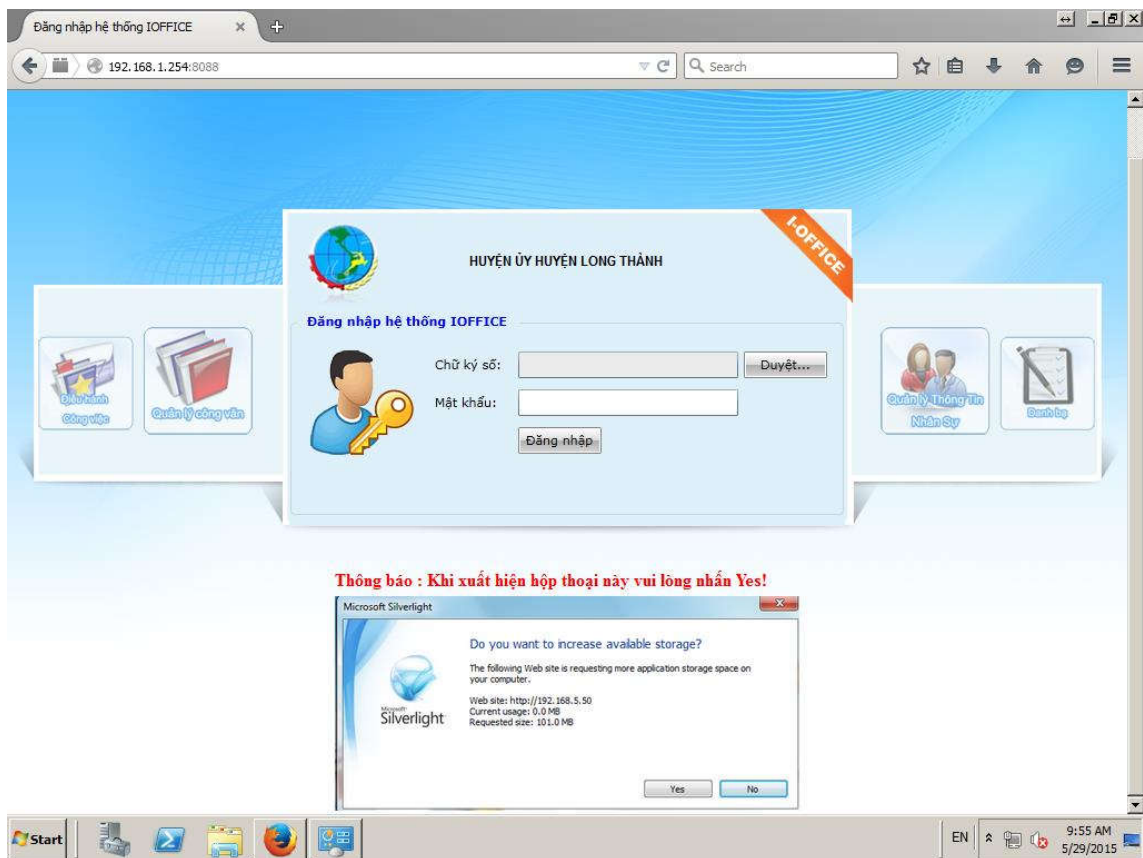 Đăng nhập hệ thống IOFFICE
192.168.1.254:8088
Search
I-OFFICE
HUYỆN ỦY HUYỆN LONG THÀNH
Đăng nhập hệ thống IOFFICE
Điều hành
Công việc
Quản lý công văn
Chữ ký số:
Duyệt...
Mật khẩu:
Đăng nhập
Quản lý Thông Tin
Nhân Sự
Danh bạ
Thông báo : Khi xuất hiện hộp thoại này vui lòng nhấn Yes!
Microsoft Silverlight
Do you want to increase available storage?
The following Web site is requesting more application storage space on
your computer.
Web site: http://192.168.5.50
Current usage: 0.0 MB
Requested size: 101.0 MB
Microsoft
Silverlight
Yes
No
Start
EN
9:55 AM
5/29/2015